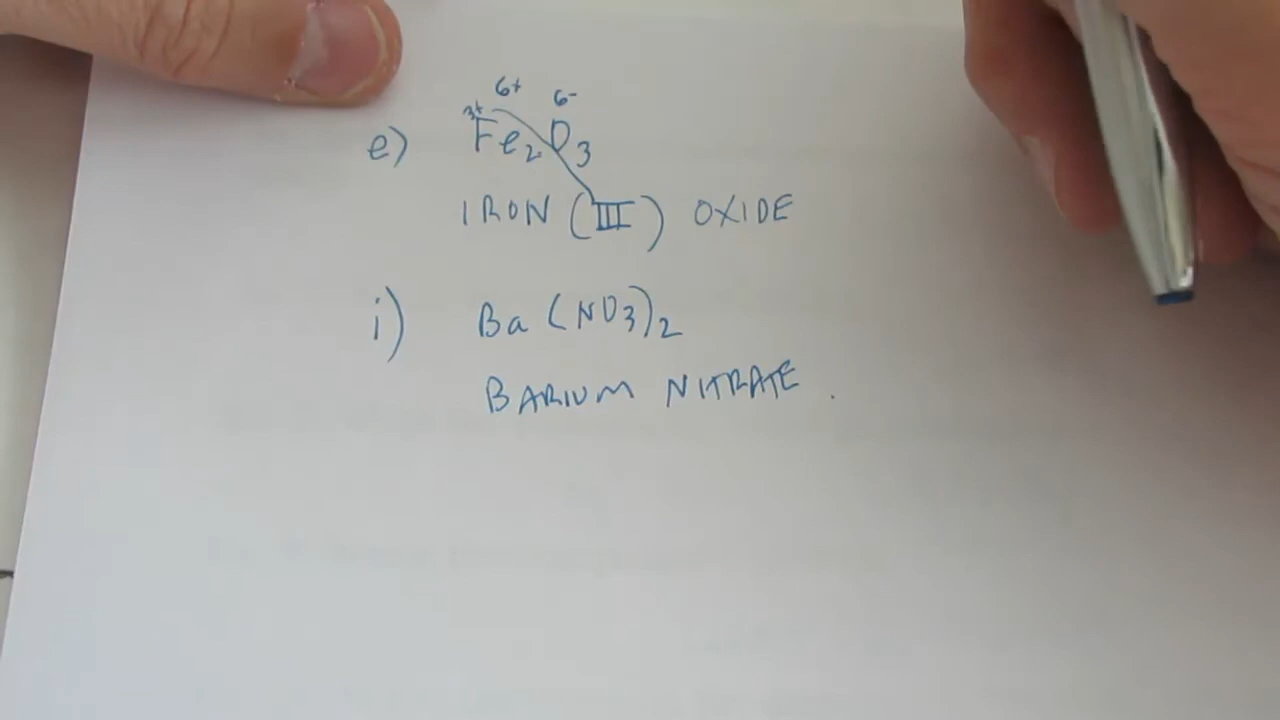 6+ 6-
3+
e) Fe2O3
IRON (III) OXIDE
i) Ba (NO3)2
BARIUM NITRATE.